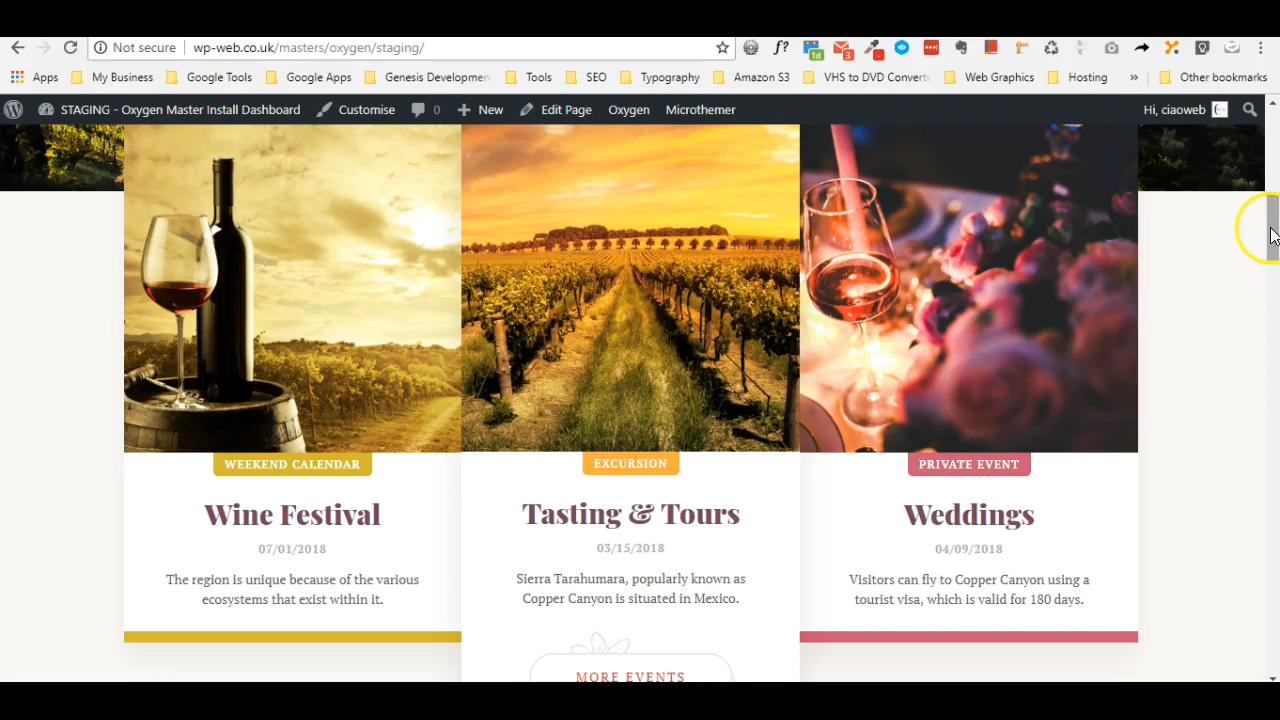 Not secure wp-web.co.uk/masters/oxygen/staging/
f?
1d
3
Apps My Business Google Tools Google Apps Genesis Developmen Tools SEO Typography Amazon S3 VHS to DVD Converte Web Graphics Hosting » Other bookmarks
STAGING - Oxygen Master Install Dashboard Customise 0 New Edit Page Oxygen Microthemer Hi, ciaoweb
WEEKEND CALENDAR
Wine Festival
07/01/2018
The region is unique because of the various
ecosystems that exist within it.
EXCURSION
Tasting & Tours
03/15/2018
Sierra Tarahumara, popularly known as
Copper Canyon is situated in Mexico.
MORE EVENTS
PRIVATE EVENT
Weddings
04/09/2018
Visitors can fly to Copper Canyon using a
tourist visa, which is valid for 180 days.